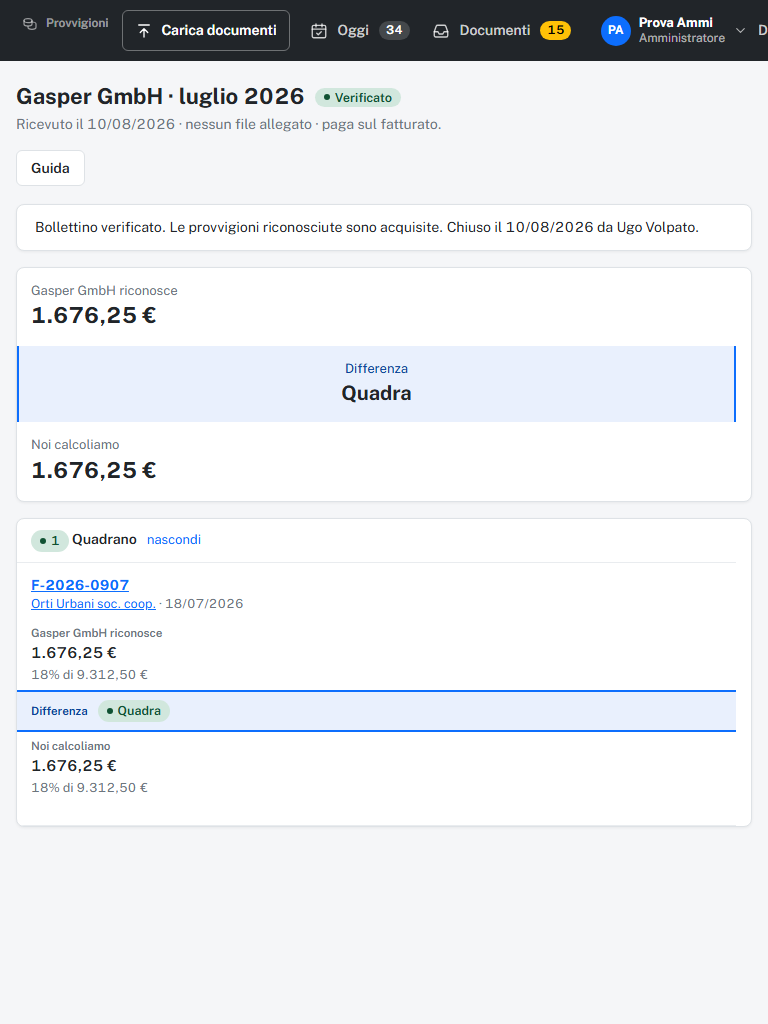 Provvigioni
Carica documenti
Oggi 34
Documenti 15
PA
Prova Ammi
Amministratore
D
Gasper GmbH · luglio 2026
Verificato
Ricevuto il 10/08/2026 · nessun file allegato · paga sul fatturato.
Guida
Bollettino verificato. Le provvigioni riconosciute sono acquisite. Chiuso il 10/08/2026 da Ugo Volpato.
Gasper GmbH riconosce
1.676,25 €
Differenza
Quadra
Noi calcoliamo
1.676,25 €
1 Quadrano nascondi
F-2026-0907
Orti Urbani soc. coop. · 18/07/2026
Gasper GmbH riconosce
1.676,25 €
18% di 9.312,50 €
Differenza Quadra
Noi calcoliamo
1.676,25 €
18% di 9.312,50 €